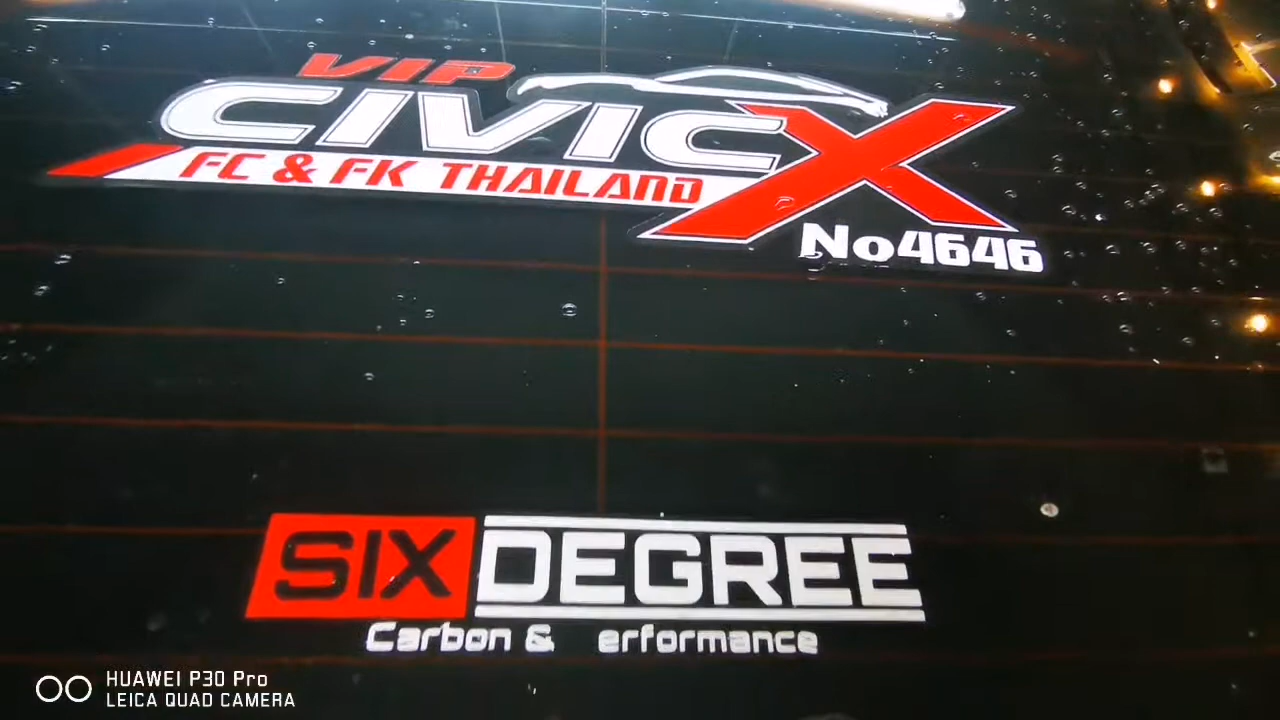 VIP
CIVIC X
FC & FK THAILAND
No4646
SIX DEGREE
Carbon & erformance
HUAWEI P30 Pro
LEICA QUAD CAMERA